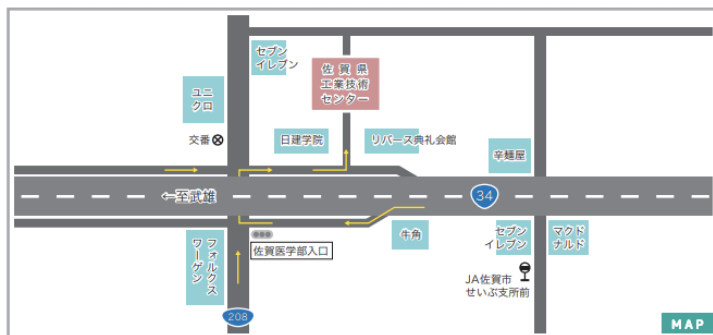 セブン
イレブン
佐賀県
工業技術
センター
ユニ
クロ
交番
日建学院
リバース典礼会館
辛麺屋
←至武雄
34
フォルクス
ワーゲン
佐賀医学部入口
牛角
セブン
イレブン
マクド
ナルド
JA佐賀市
せいぶ支所前
208
MAP